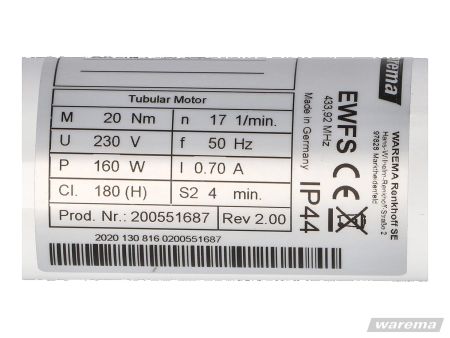 Tubular Motor
M 20 Nm n 17 1/min.
U 230 V f 50 Hz
P 160 W I 0.70 A
Cl. 180 (H) S2 4 min.
Prod. Nr.: 200551687 Rev 2.00
2020 130 816 0200551687
warema
WAREMA Renkhoff SE
Hans-Wilhelm-Renkhoff-Straße 2
97828 Marktheidenfeld
EWFS CE
433.92 MHz
Made in Germany
IP44
warema